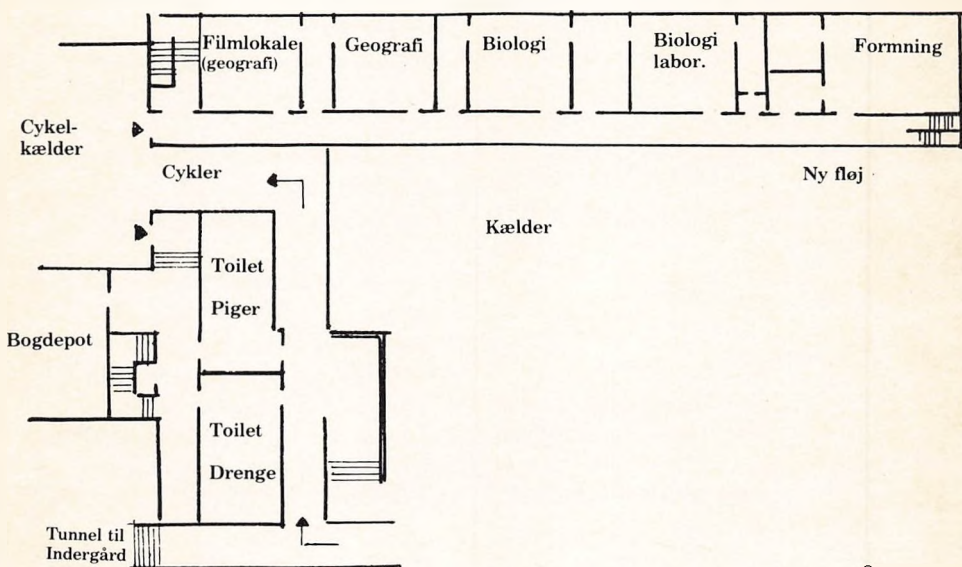 Filmlokale
(geografi)
Geografi
Biologi
Biologi
labor.
Formning
Cykel-
kælder
Cykler
Ny fløj
Kælder
Toilet
Piger
Bogdepot
Toilet
Drenge
Tunnel til
Indergård